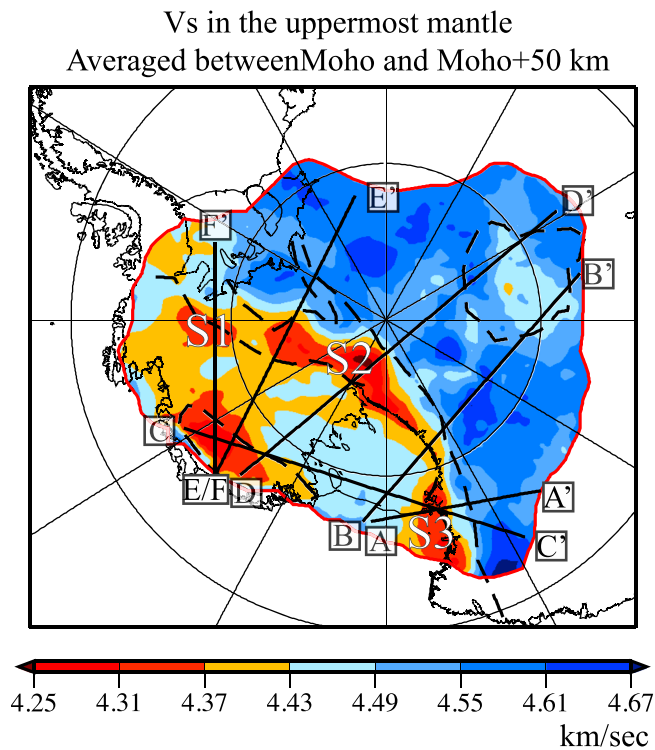 Vs in the uppermost mantle
Averaged betweenMoho and Moho+50 km
E'
D'
F'
B'
S1
S2
C
E/F
D
A'
B
A
S3
C'
4.25 4.31 4.37 4.43 4.49 4.55 4.61 4.67
km/sec